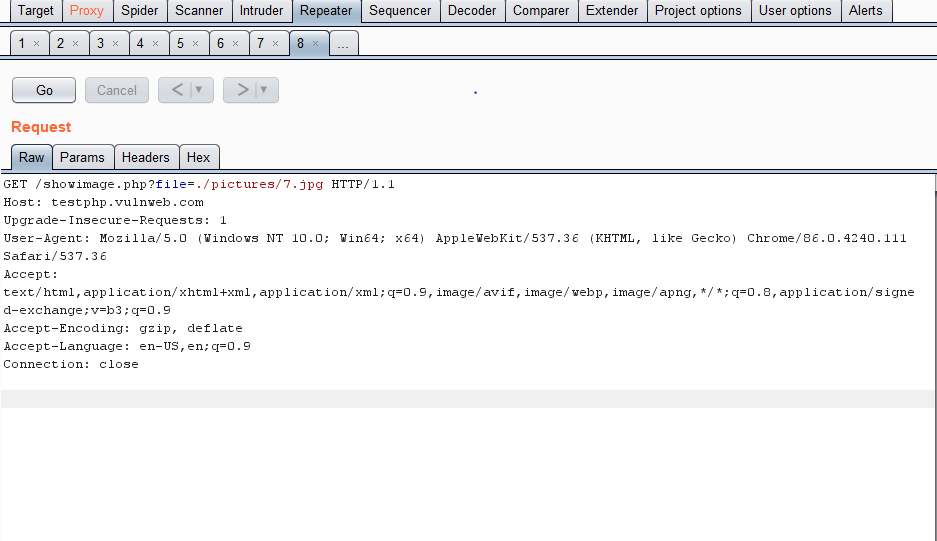 Target Proxy Spider Scanner Intruder Repeater Sequencer Decoder Comparer Extender Project options User options Alerts
1 × 2 × 3 × 4 × 5 × 6 × 7 × 8 × ...
Go Cancel < ▼ > ▼
Request
Raw Params Headers Hex
GET /showimage.php?file=./pictures/7.jpg HTTP/1.1
Host: testphp.vulnweb.com
Upgrade-Insecure-Requests: 1
User-Agent: Mozilla/5.0 (Windows NT 10.0; Win64; x64) AppleWebKit/537.36 (KHTML, like Gecko) Chrome/86.0.4240.111
Safari/537.36
Accept:
text/html,application/xhtml+xml,application/xml;q=0.9,image/avif,image/webp,image/apng,*/*;q=0.8,application/signe
d-exchange;v=b3;q=0.9
Accept-Encoding: gzip, deflate
Accept-Language: en-US,en;q=0.9
Connection: close